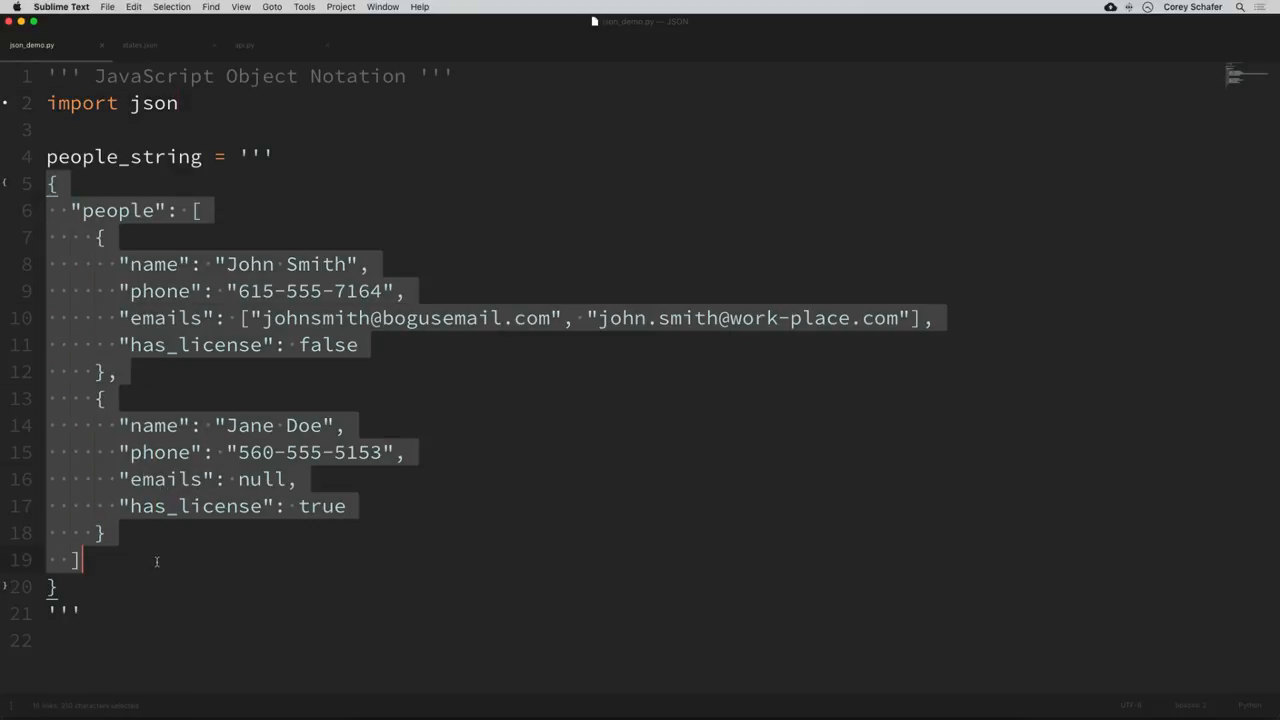 Sublime Text File Edit Selection Find View Goto Tools Project Window Help Corey Schafer
json_demo.py — JSON
json_demo.py states.json api.py
1 ''' JavaScript Object Notation '''
2 import json
3
4 people_string = '''
5 {
6 "people": [
7 {
8 "name": "John Smith",
9 "phone": "615-555-7164",
10 "emails": ["johnsmith@bogusemail.com", "john.smith@work-place.com"],
11 "has_license": false
12 },
13 {
14 "name": "Jane Doe",
15 "phone": "560-555-5153",
16 "emails": null,
17 "has_license": true
18 }
19 ]
20 }
21 '''
22
characters selected UTF-8 Spaces: 2 Python